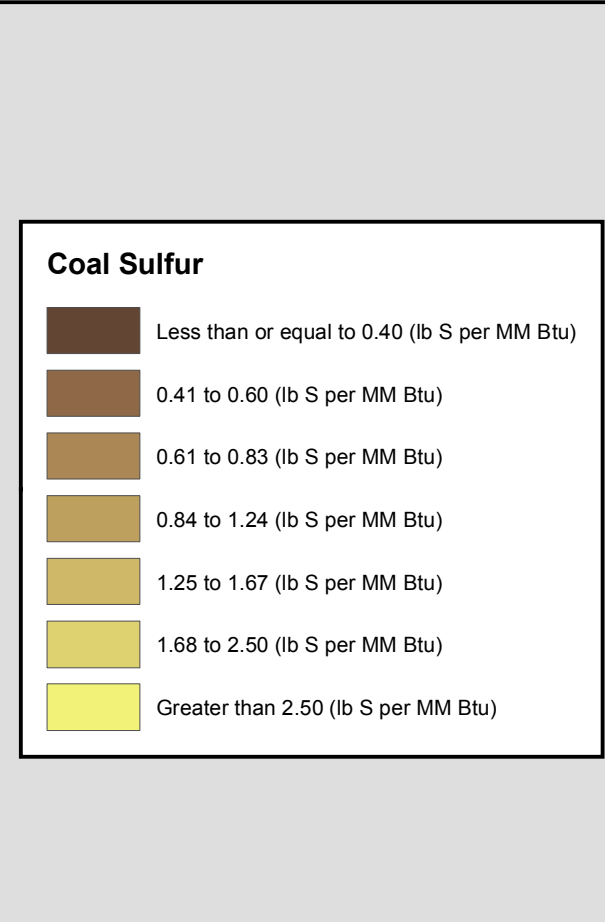 Coal Sulfur
Less than or equal to 0.40 (lb S per MM Btu)
0.41 to 0.60 (lb S per MM Btu)
0.61 to 0.83 (lb S per MM Btu)
0.84 to 1.24 (lb S per MM Btu)
1.25 to 1.67 (lb S per MM Btu)
1.68 to 2.50 (lb S per MM Btu)
Greater than 2.50 (lb S per MM Btu)